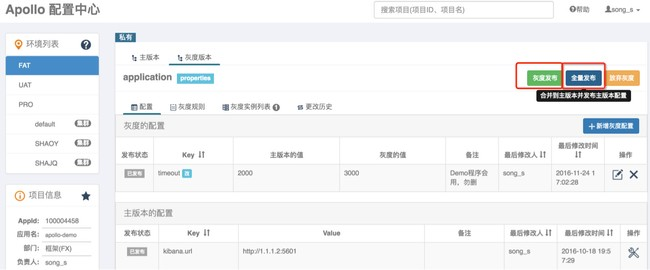 Apollo 配置中心
搜索项目(项目ID、项目名)
帮助
song_s
环境列表
FAT
UAT
PRO
default 集群
SHAOY 集群
SHAJQ 集群
项目信息
AppId: 100004458
应用名: apollo-demo
部门: 框架(FX)
负责人: song_s
私有
主版本 灰度版本
application properties
灰度发布 全量发布 放弃灰度
合并到主版本并发布主版本配置
配置 灰度规则 灰度实例列表 1 更改历史
灰度的配置
+新增灰度配置
发布状态 Key 主版本的值 灰度的值 备注 最后修改人 最后修改时间 操作
已发布 timeout 改 2000 3000 Demo程序会用，勿删 song_s 2016-11-24 17:02:28
主版本的配置
发布状态 Key Value 备注 最后修改人 最后修改时间 操作
已发布 kibana.url http://1.1.1.2:5601 song_s 2016-10-18 19:57:29